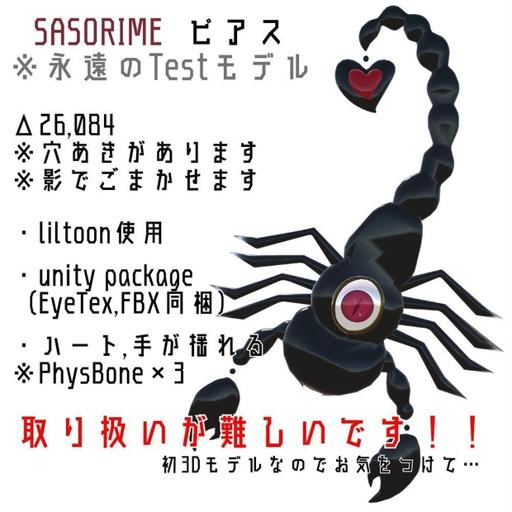 SASORIME ピアス
※永遠のTestモデル
Δ26,084
※穴あきがあります
※影でごまかせます
・liltoon使用
・unity package
(EyeTex,FBX同梱)
・ハート,手が揺れる
※PhysBone×3
取り扱いが難しいです!!
初3Dモデルなのでお気をつけて…